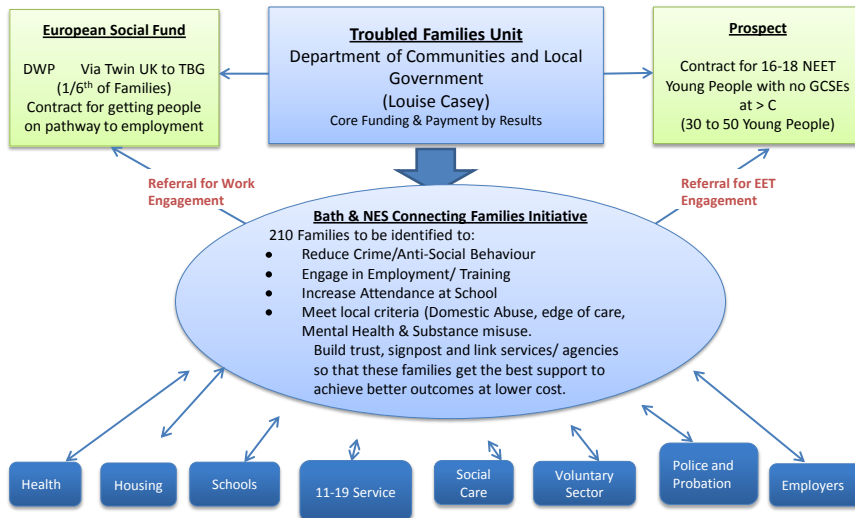 European Social Fund
DWP Via Twin UK to TBG
(1/6th of Families)
Contract for getting people
on pathway to employment
Troubled Families Unit
Department of Communities and Local
Government
(Louise Casey)
Core Funding & Payment by Results
Prospect
Contract for 16-18 NEET
Young People with no GCSEs
at > C
(30 to 50 Young People)
Referral for Work
Engagement
Referral for EET
Engagement
Bath & NES Connecting Families Initiative
210 Families to be identified to:
• Reduce Crime/Anti-Social Behaviour
• Engage in Employment/ Training
• Increase Attendance at School
• Meet local criteria (Domestic Abuse, edge of care,
Mental Health & Substance misuse.
Build trust, signpost and link services/ agencies
so that these families get the best support to
achieve better outcomes at lower cost.
Health
Housing
Schools
11-19 Service
Social
Care
Voluntary
Sector
Police and
Probation
Employers